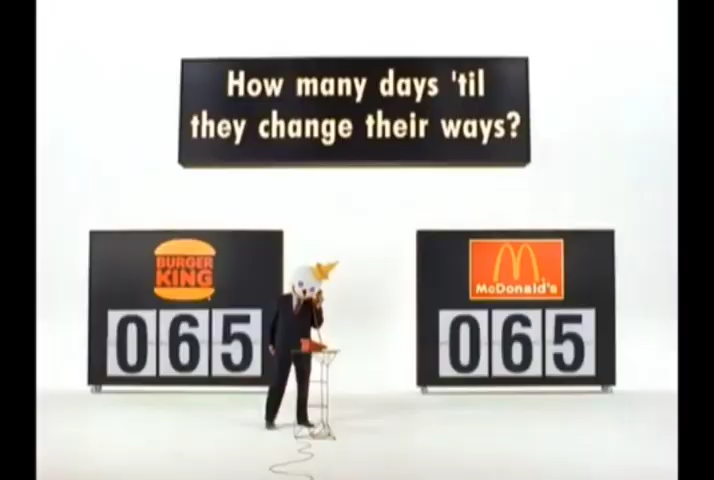 How many days 'til
they change their ways?
BURGER
KING
065
McDonald's
065